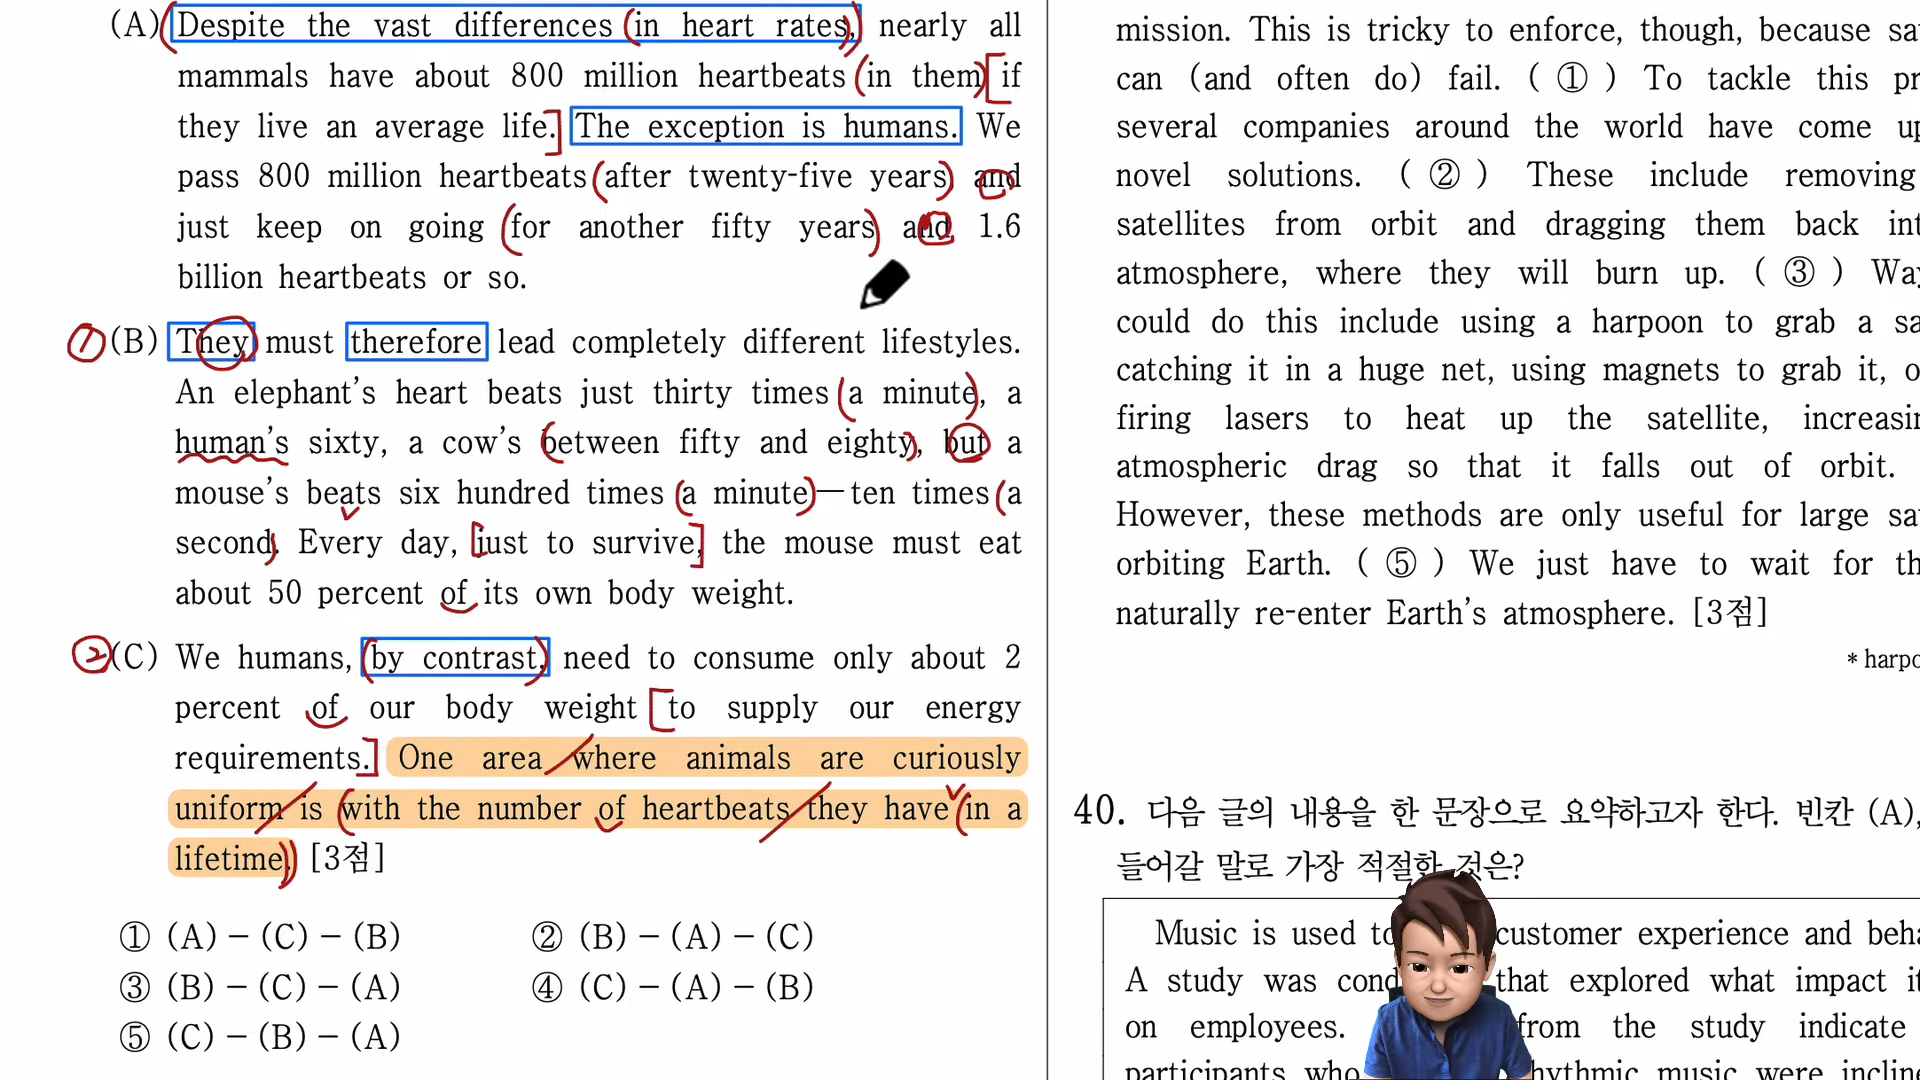 (A) Despite the vast differences in heart rates, nearly all
mammals have about 800 million heartbeats in them if
they live an average life. The exception is humans. We
pass 800 million heartbeats after twenty-five years, and
just keep on going for another fifty years and 1.6
billion heartbeats or so.
① (B) They must therefore lead completely different lifestyles.
An elephant's heart beats just thirty times a minute, a
human's sixty, a cow's between fifty and eighty, but a
mouse's beats six hundred times a minute—ten times a
second. Every day, just to survive, the mouse must eat
about 50 percent of its own body weight.
② (C) We humans, by contrast, need to consume only about 2
percent of our body weight to supply our energy
requirements. One area where animals are curiously
uniform is with the number of heartbeats they have in a
lifetime. [3점]
① (A) – (C) – (B) ② (B) – (A) – (C)
③ (B) – (C) – (A) ④ (C) – (A) – (B)
⑤ (C) – (B) – (A)
mission. This is tricky to enforce, though, because
can (and often do) fail. ( ① ) To tackle this
several companies around the world have come
novel solutions. ( ② ) These include removing
satellites from orbit and dragging them back
atmosphere, where they will burn up. ( ③ )
could do this include using a harpoon to grab a
catching it in a huge net, using magnets to grab it,
firing lasers to heat up the satellite,
atmospheric drag so that it falls out of orbit.
However, these methods are only useful for large
orbiting Earth. ( ⑤ ) We just have to wait for
naturally re-enter Earth's atmosphere. [3점]
*
40. 다음 글의 내용을 한 문장으로 요약하고자 한다. 빈칸 (A),
들어갈 말로 가장 적절한 것은?
Music is used customer experience and
A study was that explored what impact
on employees. from the study indicate
participants who music were